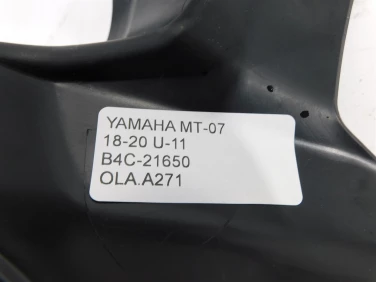 YAMAHA MT-07
18-20 U-11
B4C-21650
OLA.A271